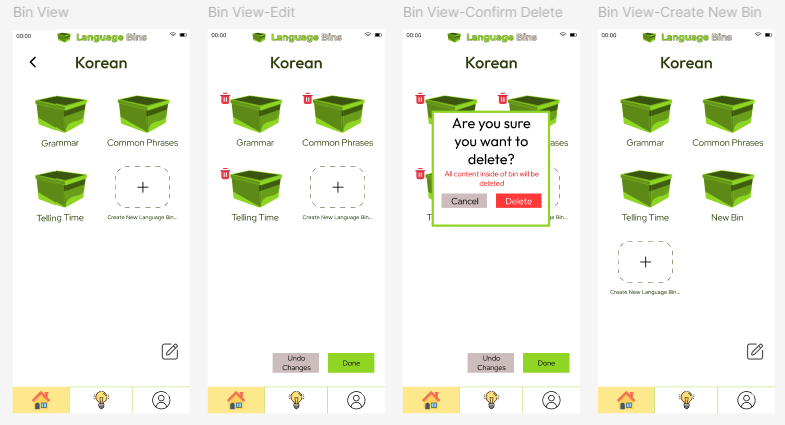 Bin View
Bin View-Edit
Bin View-Confirm Delete
Bin View-Create New Bin
00:00
Language Bins
Korean
Grammar
Common Phrases
Telling Time
Create New Language Bin...
00:00
Language Bins
Korean
Grammar
Common Phrases
Telling Time
Create New Language Bin...
Undo
Changes
Done
00:00
Language Bins
Korean
Are you sure
you want to
delete?
All content inside of bin will be
deleted
Cancel
Delete
ases
T
ge Bin...
Undo
Changes
Done
00:00
Language Bins
Korean
Grammar
Common Phrases
Telling Time
New Bin
Create New Language Bin...